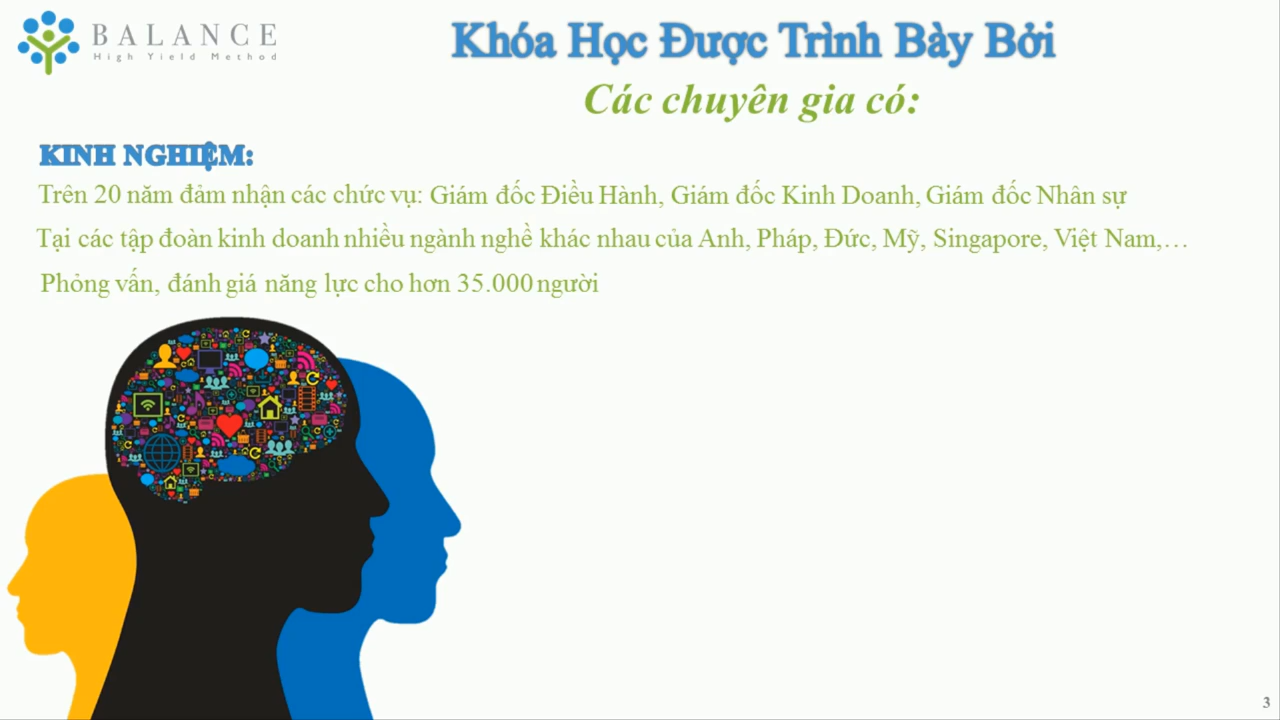 BALANCE
High Yield Method
Khóa Học Được Trình Bày Bởi
Các chuyên gia có:
KINH NGHIỆM:
Trên 20 năm đảm nhận các chức vụ: Giám đốc Điều Hành, Giám đốc Kinh Doanh, Giám đốc Nhân sự
Tại các tập đoàn kinh doanh nhiều ngành nghề khác nhau của Anh, Pháp, Đức, Mỹ, Singapore, Việt Nam,…
Phỏng vấn, đánh giá năng lực cho hơn 35.000 người
3